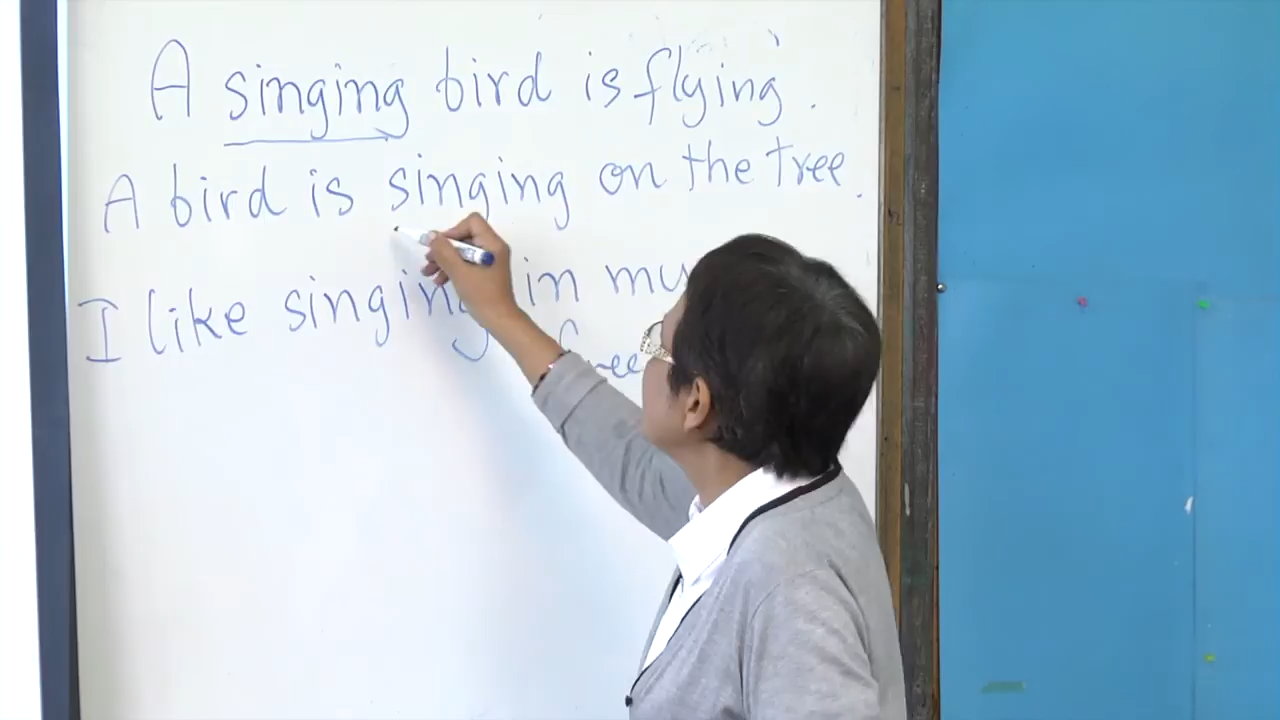 A singing bird is flying.
A bird is singing on the tree.
I like singing in my